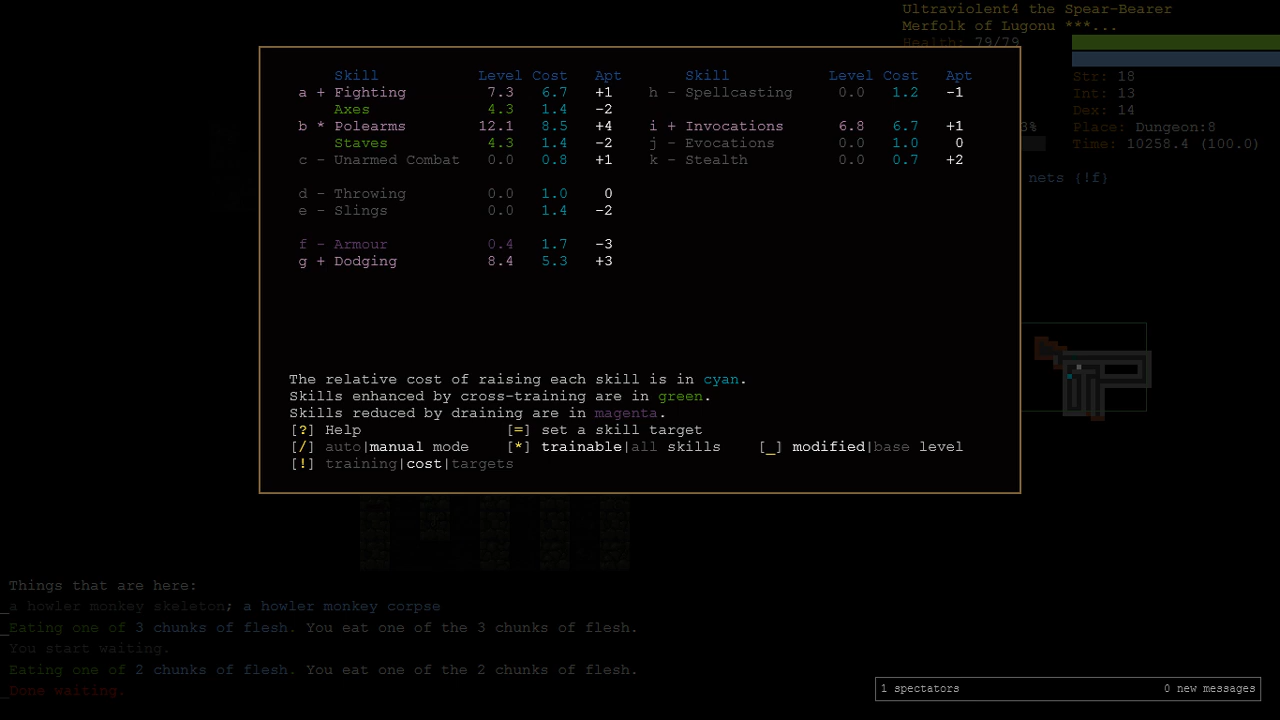 Ultraviolent4 the Spear-Bearer
Merfolk of Lugonu ***...
Health: 79/79
Str: 18
Int: 13
Dex: 14
3% Place: Dungeon:8
Time: 10258.4 (100.0)
nets {!f}
Skill Level Cost Apt Skill Level Cost Apt
a + Fighting 7.3 6.7 +1 h - Spellcasting 0.0 1.2 −1
Axes 4.3 1.4 −2
b * Polearms 12.1 8.5 +4 i + Invocations 6.8 6.7 +1
Staves 4.3 1.4 −2 j - Evocations 0.0 1.0 0
c - Unarmed Combat 0.0 0.8 +1 k - Stealth 0.0 0.7 +2
d - Throwing 0.0 1.0 0
e - Slings 0.0 1.4 −2
f - Armour 0.4 1.7 −3
g + Dodging 8.4 5.3 +3
The relative cost of raising each skill is in cyan.
Skills enhanced by cross-training are in green.
Skills reduced by draining are in magenta.
[?] Help [=] set a skill target
[/] auto|manual mode [*] trainable|all skills [_] modified|base level
[!] training|cost|targets
Things that are here:
_a howler monkey skeleton; a howler monkey corpse
_Eating one of 3 chunks of flesh. You eat one of the 3 chunks of flesh.
You start waiting.
Eating one of 2 chunks of flesh. You eat one of the 2 chunks of flesh.
_Done waiting.
1 spectators 0 new messages